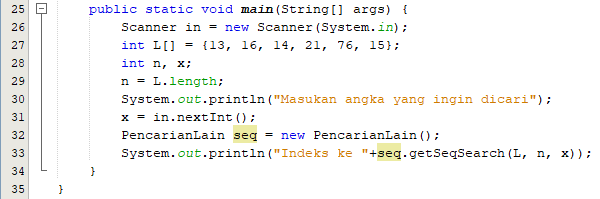 25 public static void main(String[] args) {
26 Scanner in = new Scanner(System.in);
27 int L[] = {13, 16, 14, 21, 76, 15};
28 int n, x;
29 n = L.length;
30 System.out.println("Masukan angka yang ingin dicari");
31 x = in.nextInt();
32 PencarianLain seq = new PencarianLain();
33 System.out.println("Indeks ke "+seq.getSeqSearch(L, n, x));
34 }
35 }